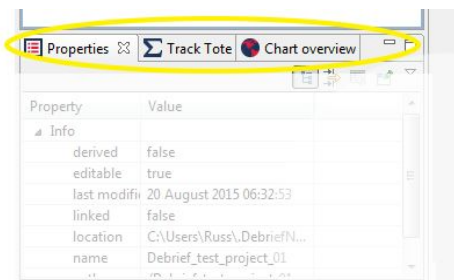 Properties Track Tote Chart overview
Property Value
Info
derived false
editable true
last modifi 20 August 2015 06:32:53
linked false
location C:\Users\Russ\.DebriefN...
name Debrief_test_project_01